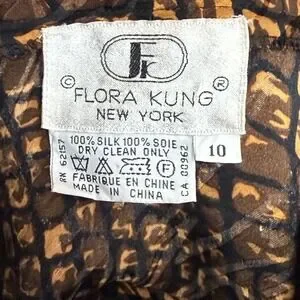 FK
© ®
FLORA KUNG
NEW YORK
100% SILK 100% SOIE
DRY CLEAN ONLY
FABRIQUE EN CHINE
MADE IN CHINA
RN 62157
CA 00962
10